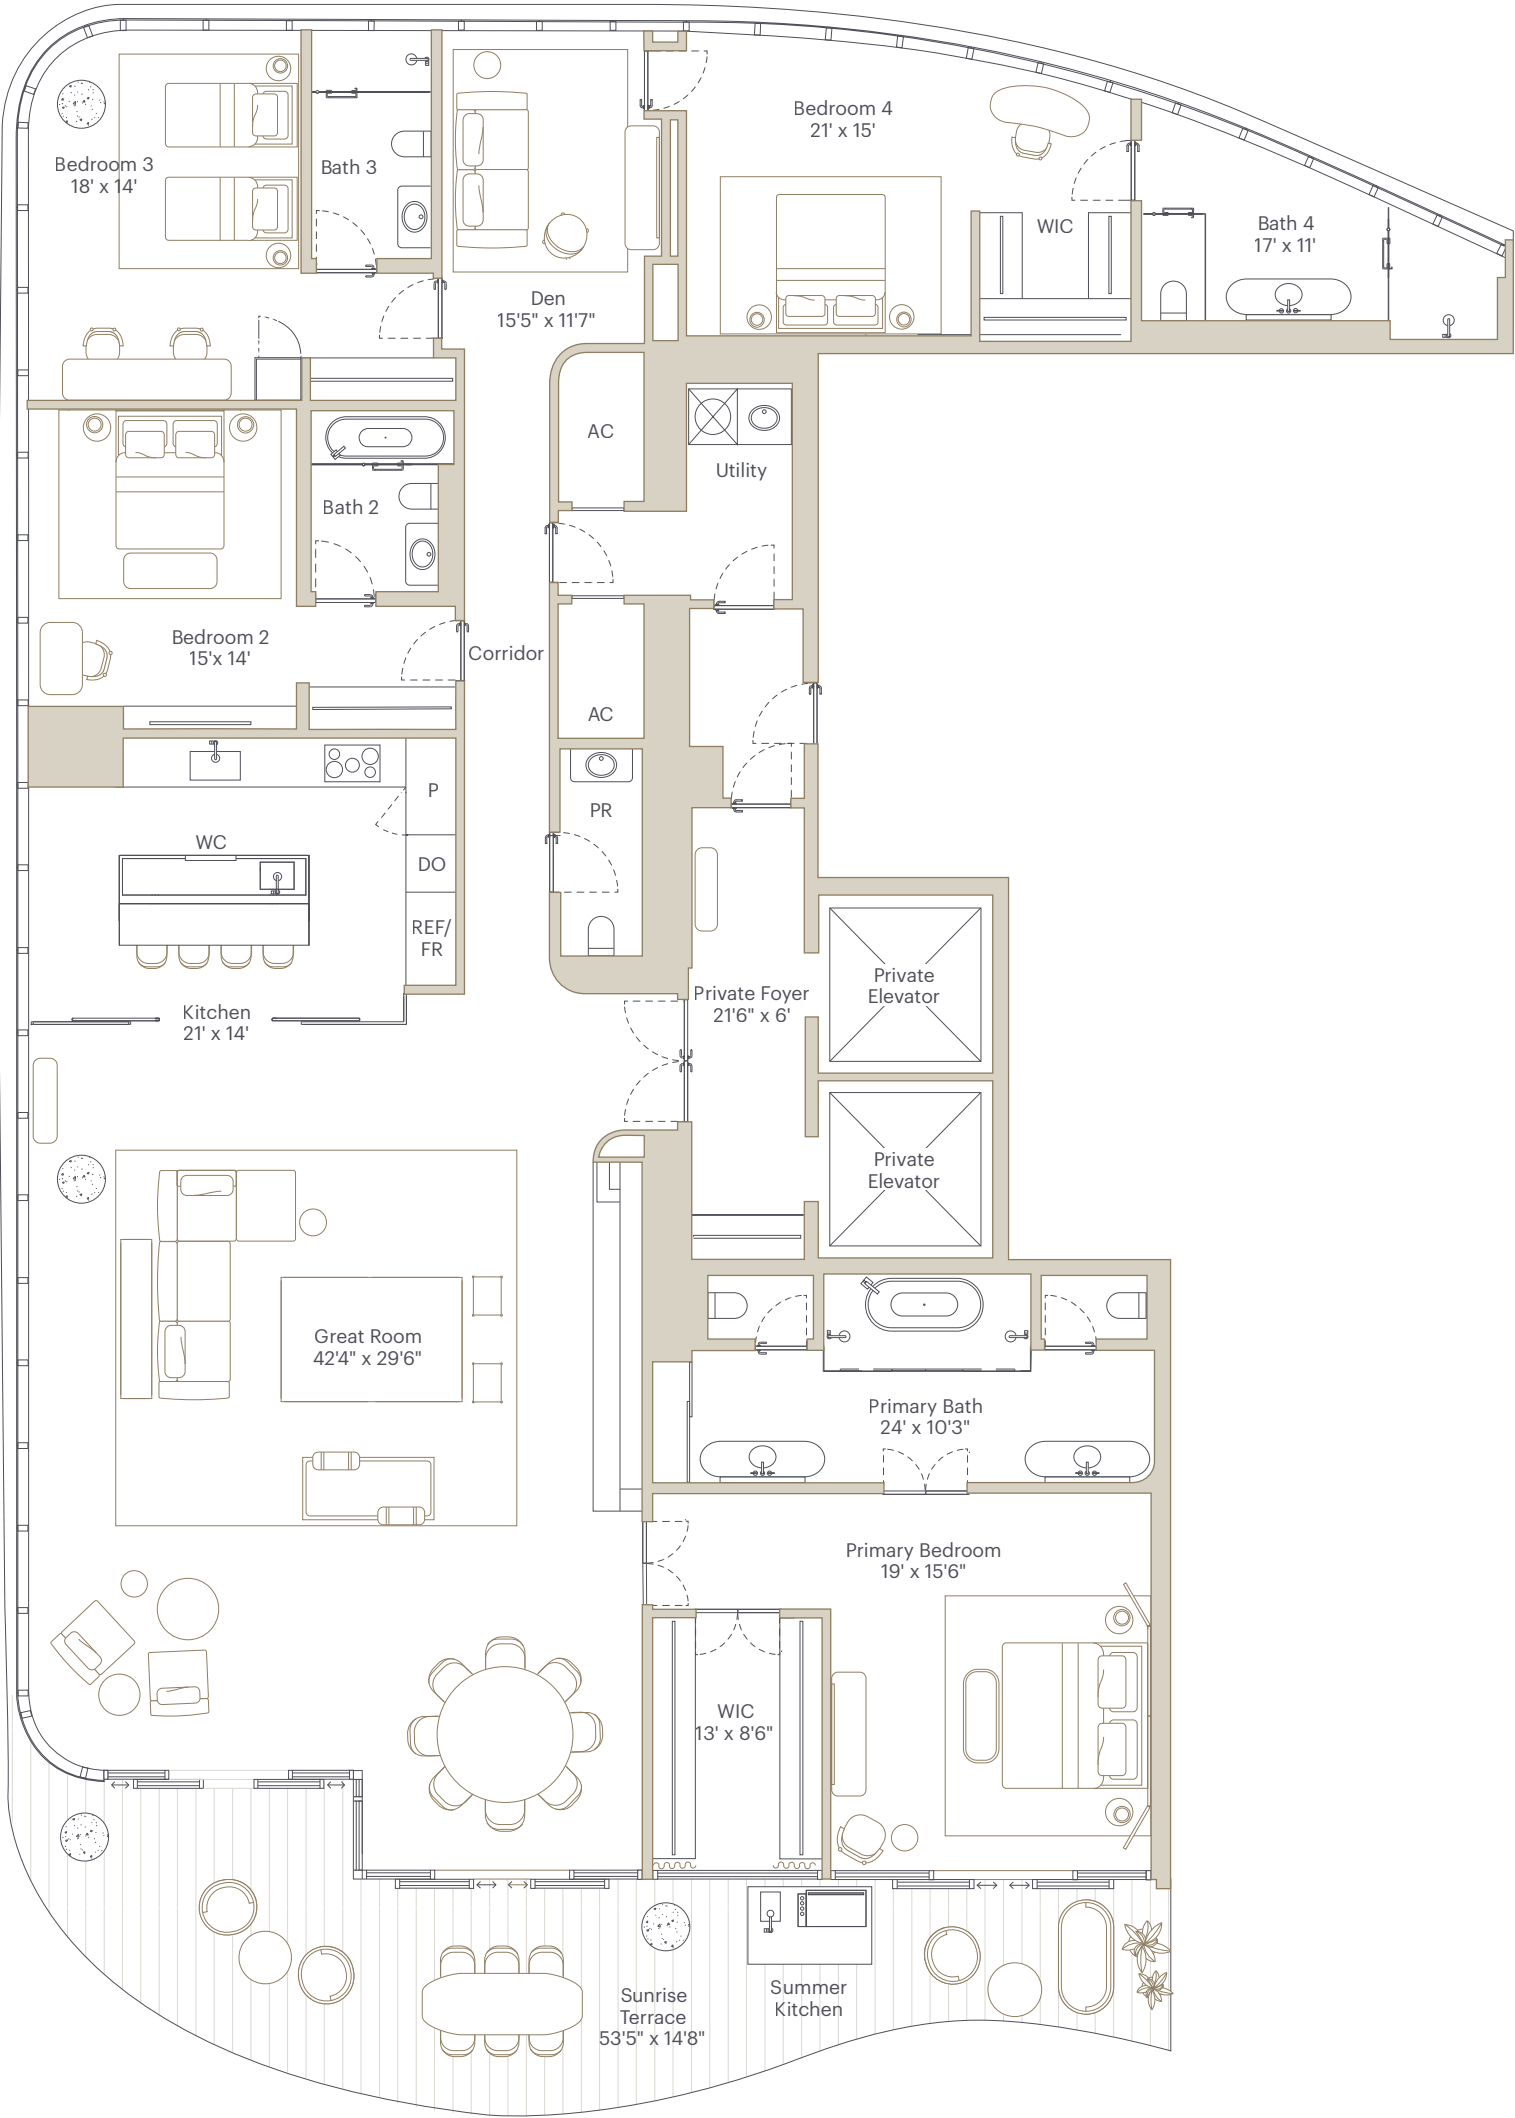 Bedroom 3
18' x 14'
Bath 3
Den
15'5" x 11'7"
Bedroom 4
21' x 15'
WIC
Bath 4
17' x 11'
AC
Utility
Bath 2
Bedroom 2
15'x 14'
Corridor
AC
P
PR
WC
DO
REF/
FR
Kitchen
21' x 14'
Private Foyer
21'6" x 6'
Private
Elevator
Private
Elevator
Great Room
42'4" x 29'6"
Primary Bath
24' x 10'3"
Primary Bedroom
19' x 15'6"
WIC
13' x 8'6"
Sunrise
Terrace
53'5" x 14'8"
Summer
Kitchen